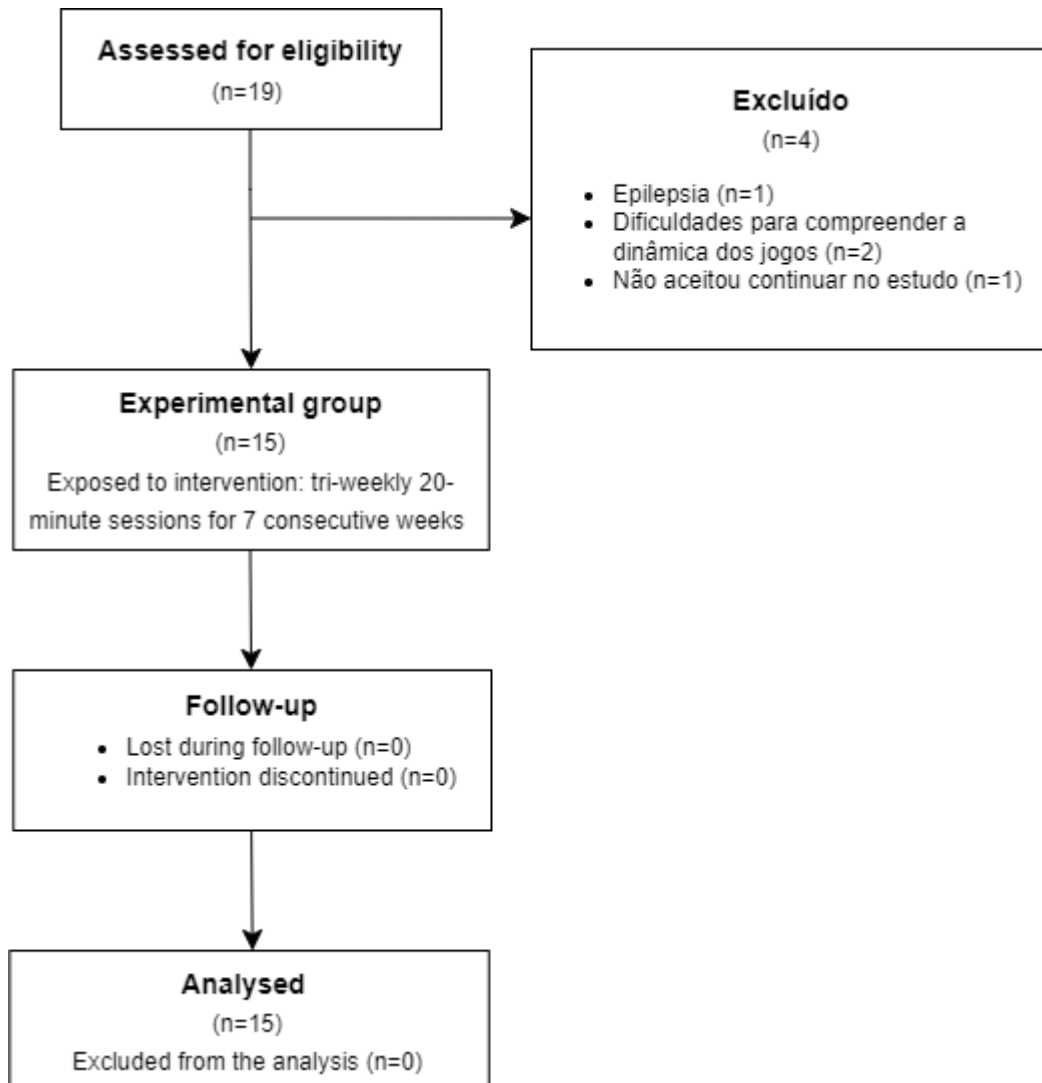 Assessed for eligibility
(n=19)
Excluído
(n=4)
• Epilepsia (n=1)
• Dificuldades para compreender a
dinâmica dos jogos (n=2)
• Não aceitou continuar no estudo (n=1)
Experimental group
(n=15)
Exposed to intervention: tri-weekly 20-
minute sessions for 7 consecutive weeks
Follow-up
• Lost during follow-up (n=0)
• Intervention discontinued (n=0)
Analysed
(n=15)
Excluded from the analysis (n=0)